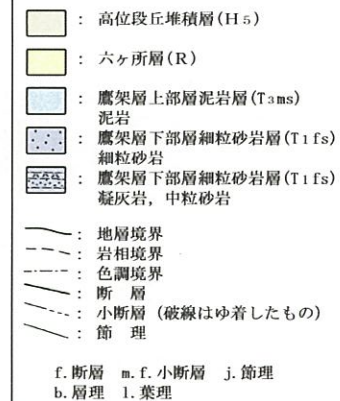 : 高位段丘堆積層(H5)
: 六ヶ所層(R)
: 鷹架層上部層泥岩層(T3ms)
泥岩
: 鷹架層下部層細粒砂岩層(T1fs)
細粒砂岩
: 鷹架層下部層細粒砂岩層(T1fs)
凝灰岩，中粒砂岩
: 地層境界
: 岩相境界
: 色調境界
: 断　層
: 小断層（破線はゆ着したもの）
: 節　理
f.断層　m.f.小断層　j.節理
b.層理　l.葉理